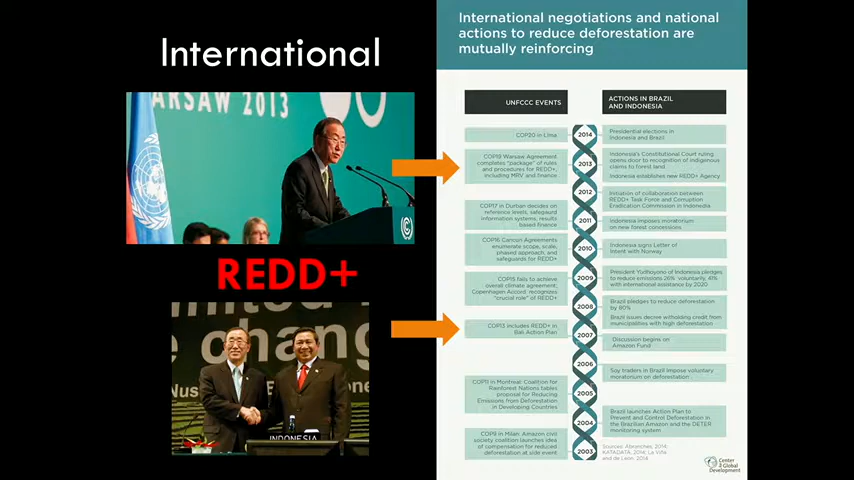 International
ARSAW 2013
REDD+
e chan
Nus
INDONESIA
International negotiations and national
actions to reduce deforestation are
mutually reinforcing
UNFCCC EVENTS
ACTIONS IN BRAZIL
AND INDONESIA
COP20 in Lima
2014
Presidential elections in
Indonesia and Brazil
COP19 Warsaw Agreement
completes "package" of rules
and procedures for REDD+,
including MRV and finance
2013
Indonesia's Constitutional Court ruling
opens door to recognition of indigenous
claims to forest land
Indonesia establishes new REDD+ Agency
2012
Initiation of collaboration between
REDD+ Task Force and Corruption
Eradication Commission in Indonesia
COP17 in Durban decides on
reference levels, safeguard
information systems, results
based finance
2011
Indonesia imposes moratorium
on new forest concessions
COP16 Cancun Agreements
enumerate scope, scale,
phased approach, and
safeguards for REDD+
2010
Indonesia signs Letter of
Intent with Norway
COP15 fails to achieve
overall climate agreement;
Copenhagen Accord recognizes
"crucial role" of REDD+
2009
President Yudhoyono of Indonesia pledges
to reduce emissions 26% voluntarily, 41%
with international assistance by 2020
2008
Brazil pledges to reduce deforestation
by 80%
Brazil issues decree witholding credit from
municipalities with high deforestation
COP13 includes REDD+ in
Bali Action Plan
2007
Discussion begins on
Amazon Fund
2006
Soy traders in Brazil impose voluntary
moratorium on deforestation
COP11 in Montreal: Coalition for
Rainforest Nations tables
proposal for Reducing
Emissions from Deforestation
in Developing Countries
2005
2004
Brazil launches Action Plan to
Prevent and Control Deforestation in
the Brazilian Amazon and the DETER
monitoring system
COP9 in Milan: Amazon civil
society coalition launches idea
of compensation for reduced
deforestation at side event
2003
Sources: Abranches, 2014;
KATADATA, 2014; La Viña
and de Leon, 2014
Center
Global
Development